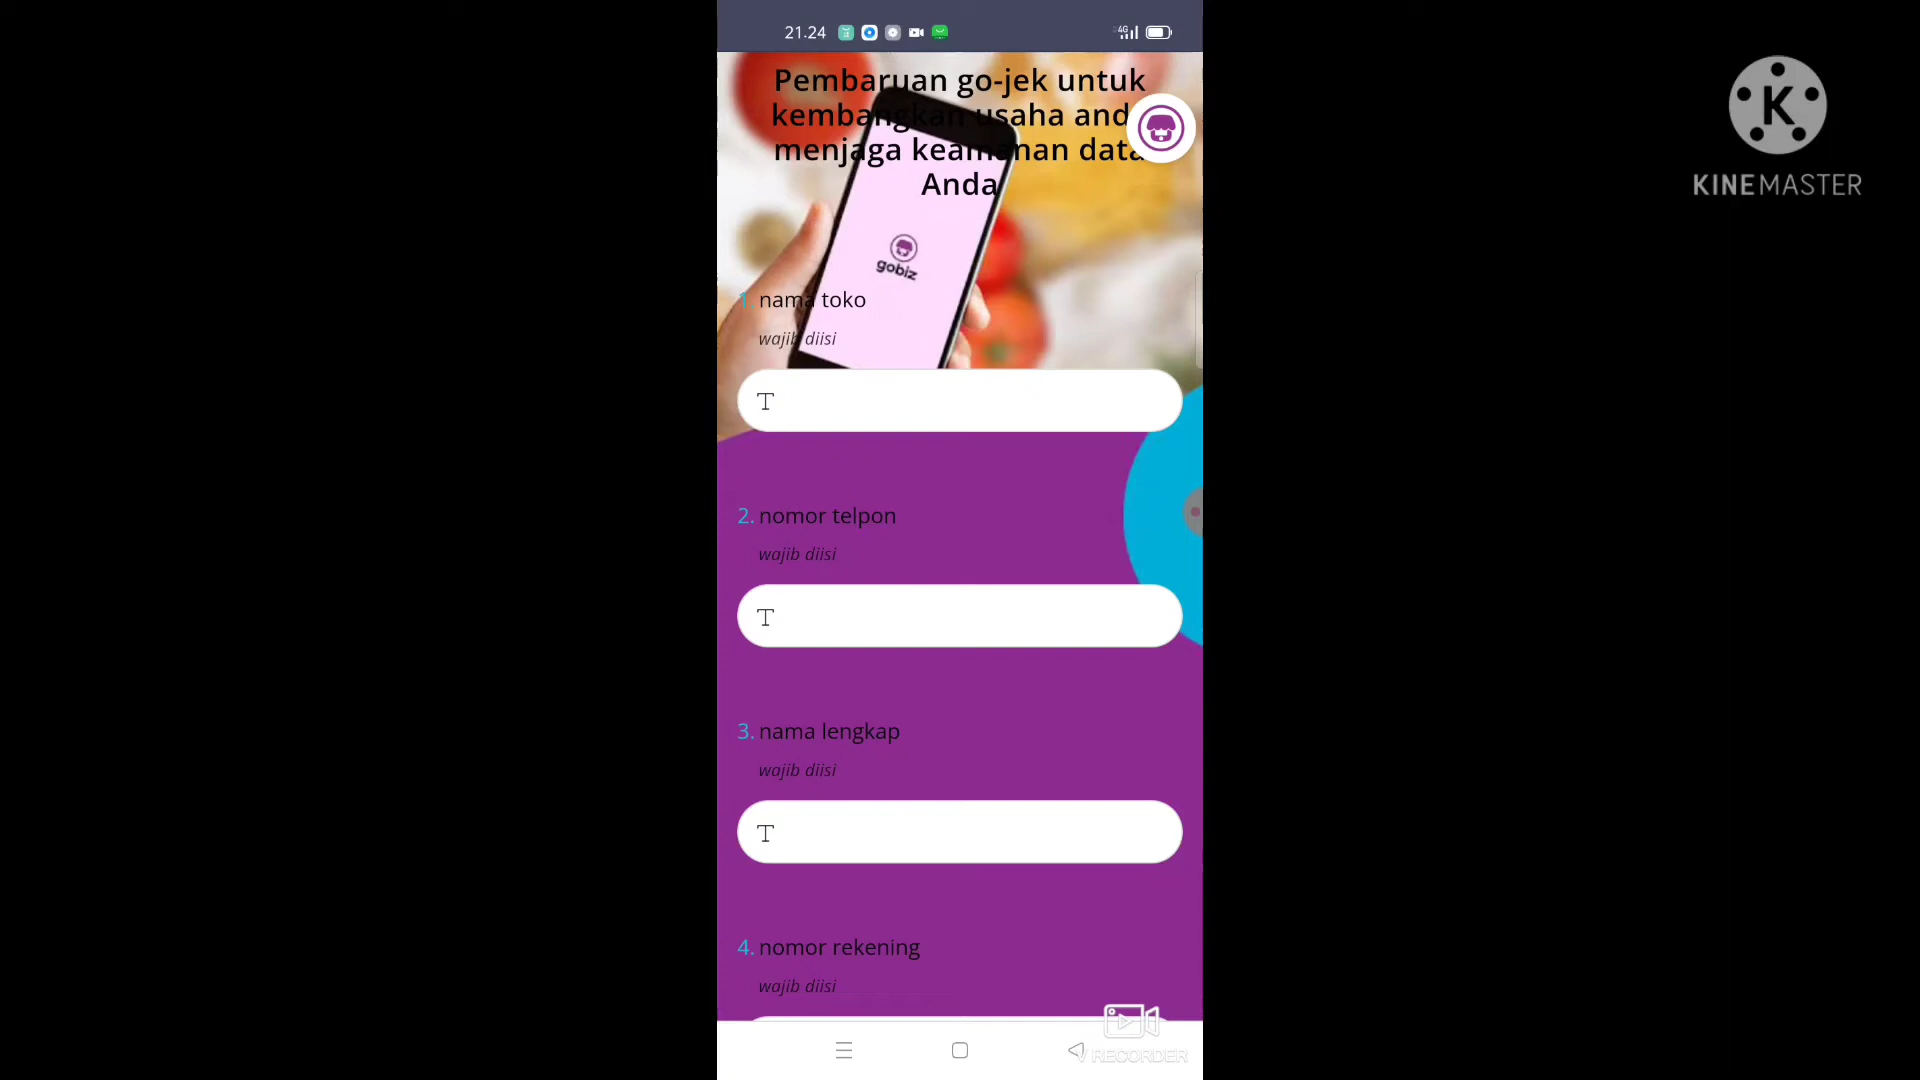 21.24
4G
Pembaruan go-jek untuk
kembangkan usaha and
menjaga keamanan data
Anda
gobiz
1. nama toko
wajib diisi
T
2. nomor telpon
wajib diisi
T
3. nama lengkap
wajib diisi
T
4. nomor rekening
wajib diisi
V RECORDER
K
KINEMASTER